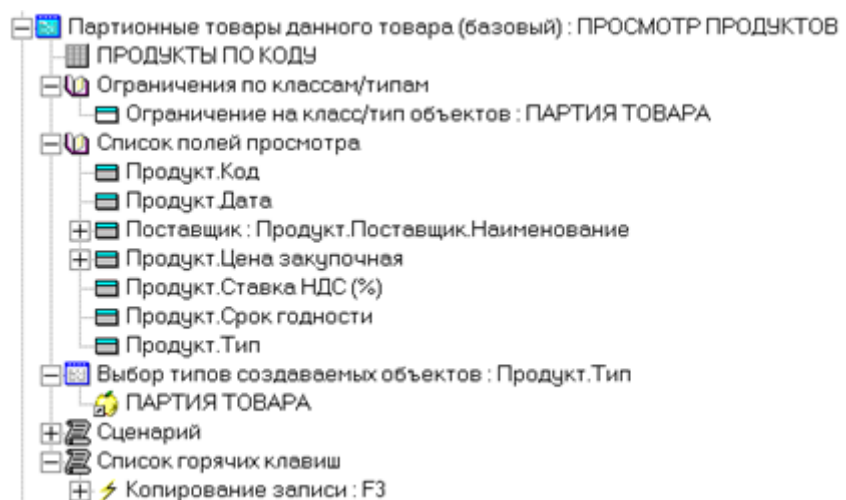 Партионные товары данного товара (базовый) : ПРОСМОТР ПРОДУКТОВ
ПРОДУКТЫ ПО КОДУ
Ограничения по классам/типам
Ограничение на класс/тип объектов : ПАРТИЯ ТОВАРА
Список полей просмотра
Продукт.Код
Продукт.Дата
Поставщик : Продукт.Поставщик.Наименование
Продукт.Цена закупочная
Продукт.Ставка НДС (%)
Продукт.Срок годности
Продукт.Тип
Выбор типов создаваемых объектов : Продукт.Тип
ПАРТИЯ ТОВАРА
Сценарий
Список горячих клавиш
Копирование записи : F3